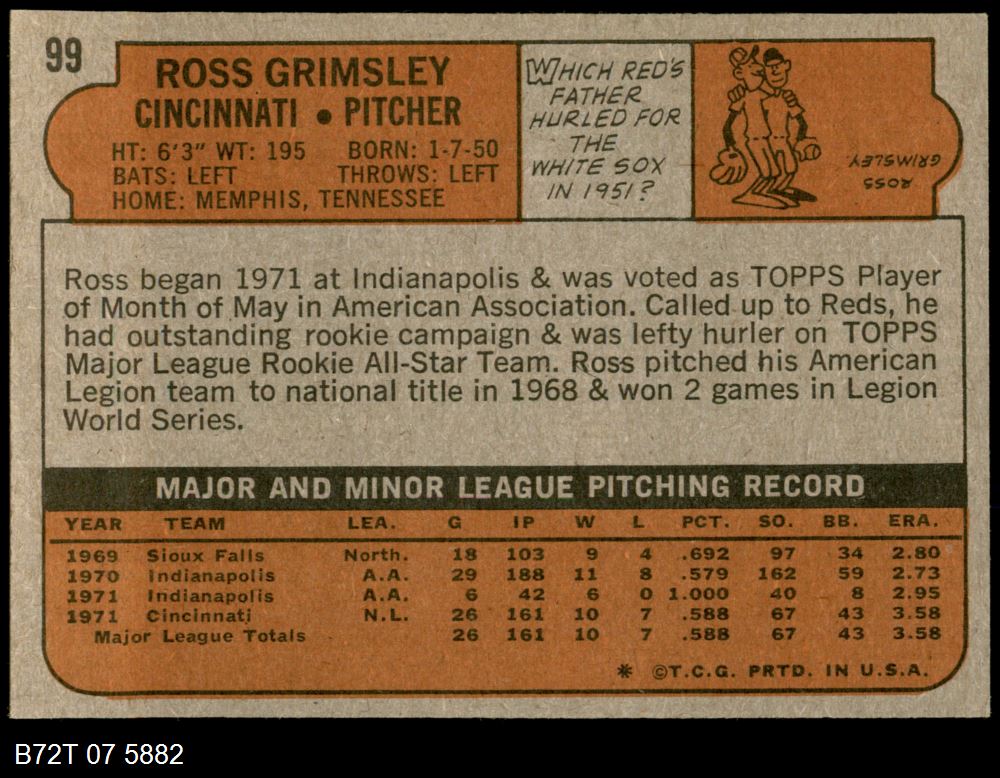 99
ROSS GRIMSLEY
CINCINNATI • PITCHER
HT: 6'3" WT: 195 BORN: 1-7-50
BATS: LEFT THROWS: LEFT
HOME: MEMPHIS, TENNESSEE
WHICH RED'S
FATHER
HURLED FOR
THE
WHITE SOX
IN 1951?
ROSS
GRIMSLEY
Ross began 1971 at Indianapolis & was voted as TOPPS Player
of Month of May in American Association. Called up to Reds, he
had outstanding rookie campaign & was lefty hurler on TOPPS
Major League Rookie All-Star Team. Ross pitched his American
Legion team to national title in 1968 & won 2 games in Legion
World Series.
MAJOR AND MINOR LEAGUE PITCHING RECORD
YEAR TEAM LEA. G IP W L PCT. SO. BB. ERA.
1969 Sioux Falls North. 18 103 9 4 .692 97 34 2.80
1970 Indianapolis A.A. 29 188 11 8 .579 162 59 2.73
1971 Indianapolis A.A. 6 42 6 0 1.000 40 8 2.95
1971 Cincinnati N.L. 26 161 10 7 .588 67 43 3.58
Major League Totals 26 161 10 7 .588 67 43 3.58
* ©T.C.G. PRTD. IN U.S.A.
B72T 07 5882